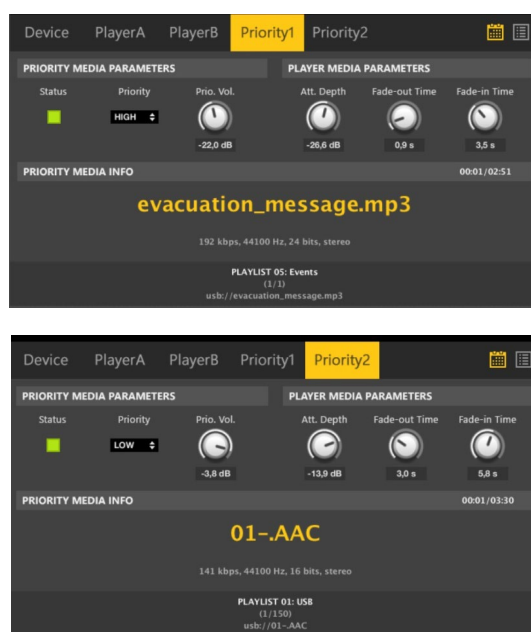 Device PlayerA PlayerB Priority1 Priority2
PRIORITY MEDIA PARAMETERS PLAYER MEDIA PARAMETERS
Status Priority Prio. Vol. Att. Depth Fade-out Time Fade-in Time
HIGH
-22,0 dB -26,6 dB 0,9 s 3,5 s
PRIORITY MEDIA INFO 00:01/02:51
evacuation_message.mp3
192 kbps, 44100 Hz, 24 bits, stereo
PLAYLIST 05: Events
(1/1)
usb://evacuation_message.mp3
Device PlayerA PlayerB Priority1 Priority2
PRIORITY MEDIA PARAMETERS PLAYER MEDIA PARAMETERS
Status Priority Prio. Vol. Att. Depth Fade-out Time Fade-in Time
LOW
-3,8 dB -13,9 dB 3,0 s 5,8 s
PRIORITY MEDIA INFO 00:01/03:30
01-.AAC
141 kbps, 44100 Hz, 16 bits, stereo
PLAYLIST 01: USB
(1/150)
usb://01-.AAC